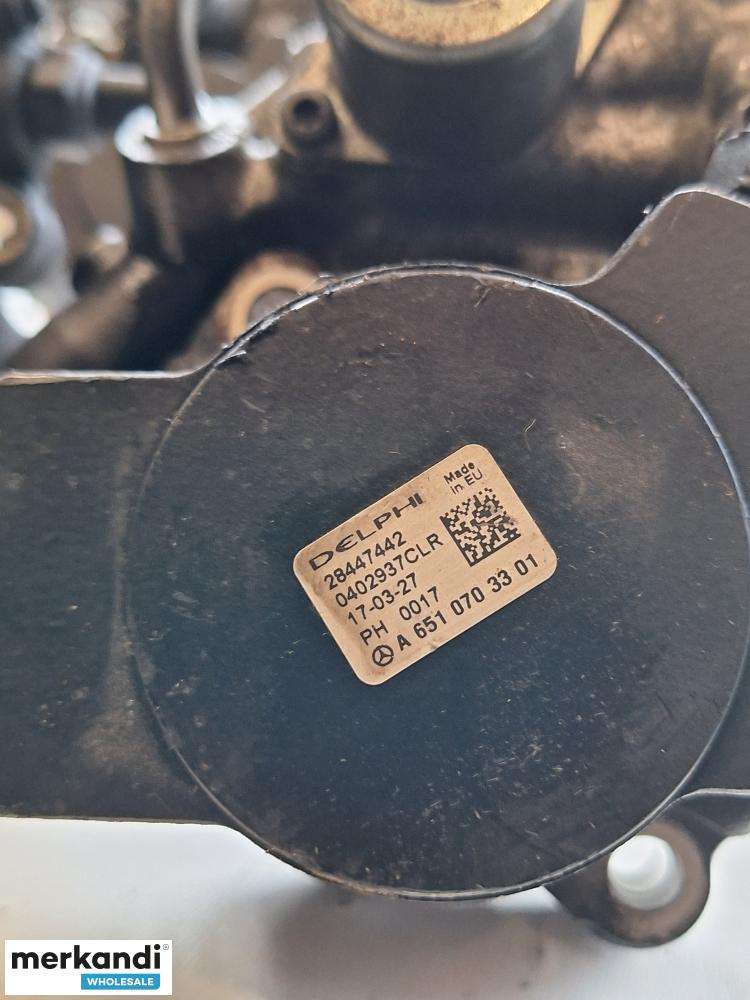 DELPHI
Made
in EU
28447442
0402937CLR
17-03-27
PH 0017
A 651 070 33 01
merkandi®
WHOLESALE